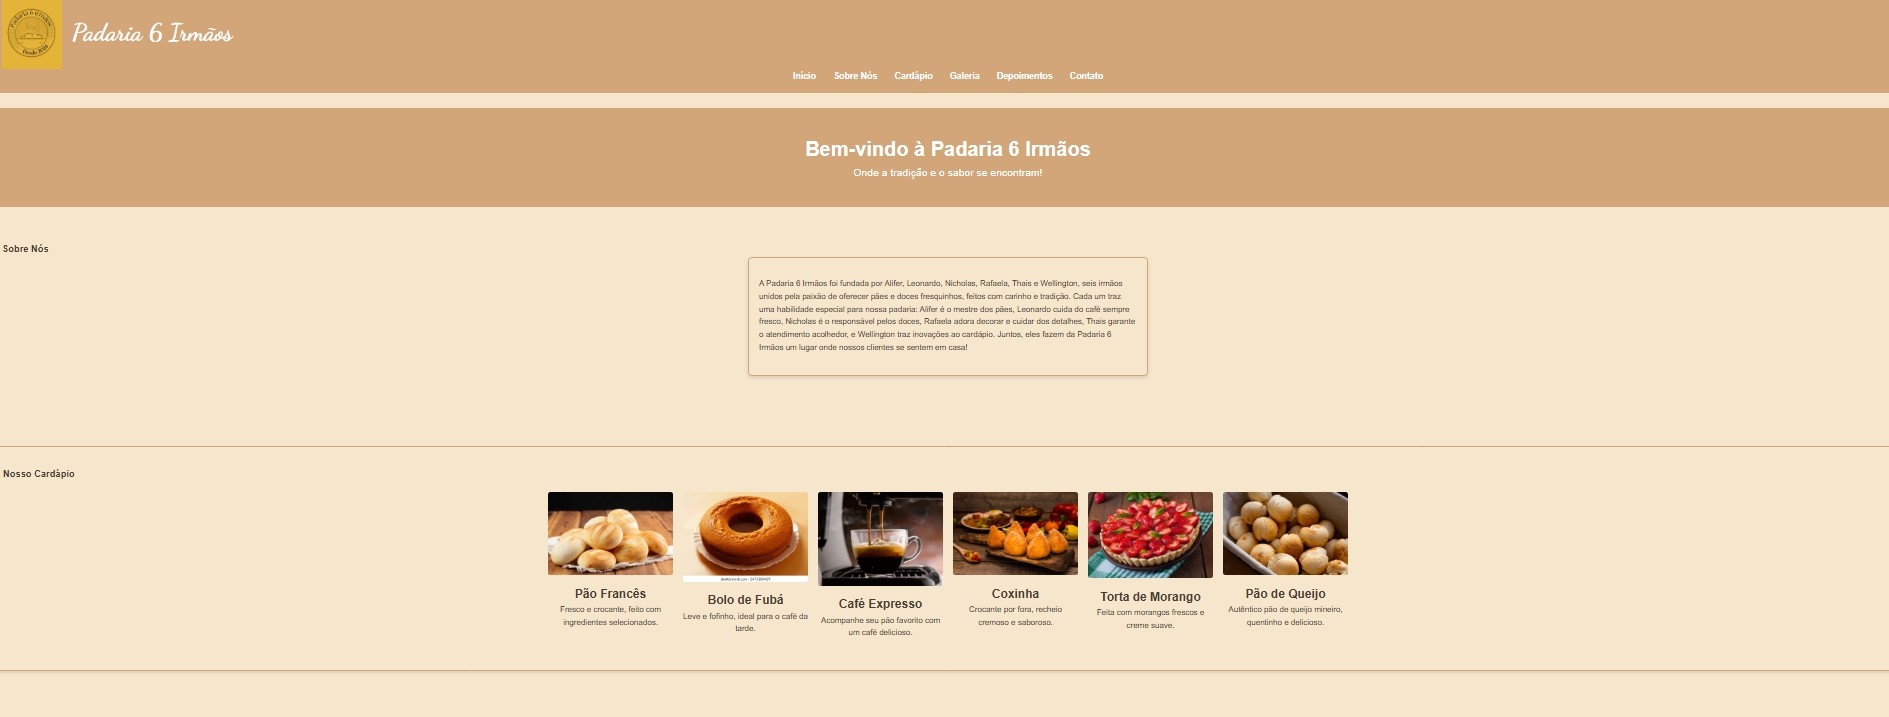 Padaria 6 Irmãos
Desde 2024
Padaria 6 Irmãos
Início Sobre Nós Cardápio Galeria Depoimentos Contato
Bem-vindo à Padaria 6 Irmãos
Onde a tradição e o sabor se encontram!
Sobre Nós
A Padaria 6 Irmãos foi fundada por Alifer, Leonardo, Nicholas, Rafaela, Thais e Wellington, seis irmãos
unidos pela paixão de oferecer pães e doces fresquinhos, feitos com carinho e tradição. Cada um traz
uma habilidade especial para nossa padaria: Alifer é o mestre dos pães, Leonardo cuida do café sempre
fresco, Nicholas é o responsável pelos doces, Rafaela adora decorar e cuidar dos detalhes, Thais garante
o atendimento acolhedor, e Wellington traz inovações ao cardápio. Juntos, eles fazem da Padaria 6
Irmãos um lugar onde nossos clientes se sentem em casa!
Nosso Cardápio
Pão Francês
Fresco e crocante, feito com
ingredientes selecionados.
Bolo de Fubá
Leve e fofinho, ideal para o café da
tarde.
Café Expresso
Acompanhe seu pão favorito com
um café delicioso.
Coxinha
Crocante por fora, recheio
cremoso e saboroso.
Torta de Morango
Feita com morangos frescos e
creme suave.
Pão de Queijo
Autêntico pão de queijo mineiro,
quentinho e delicioso.